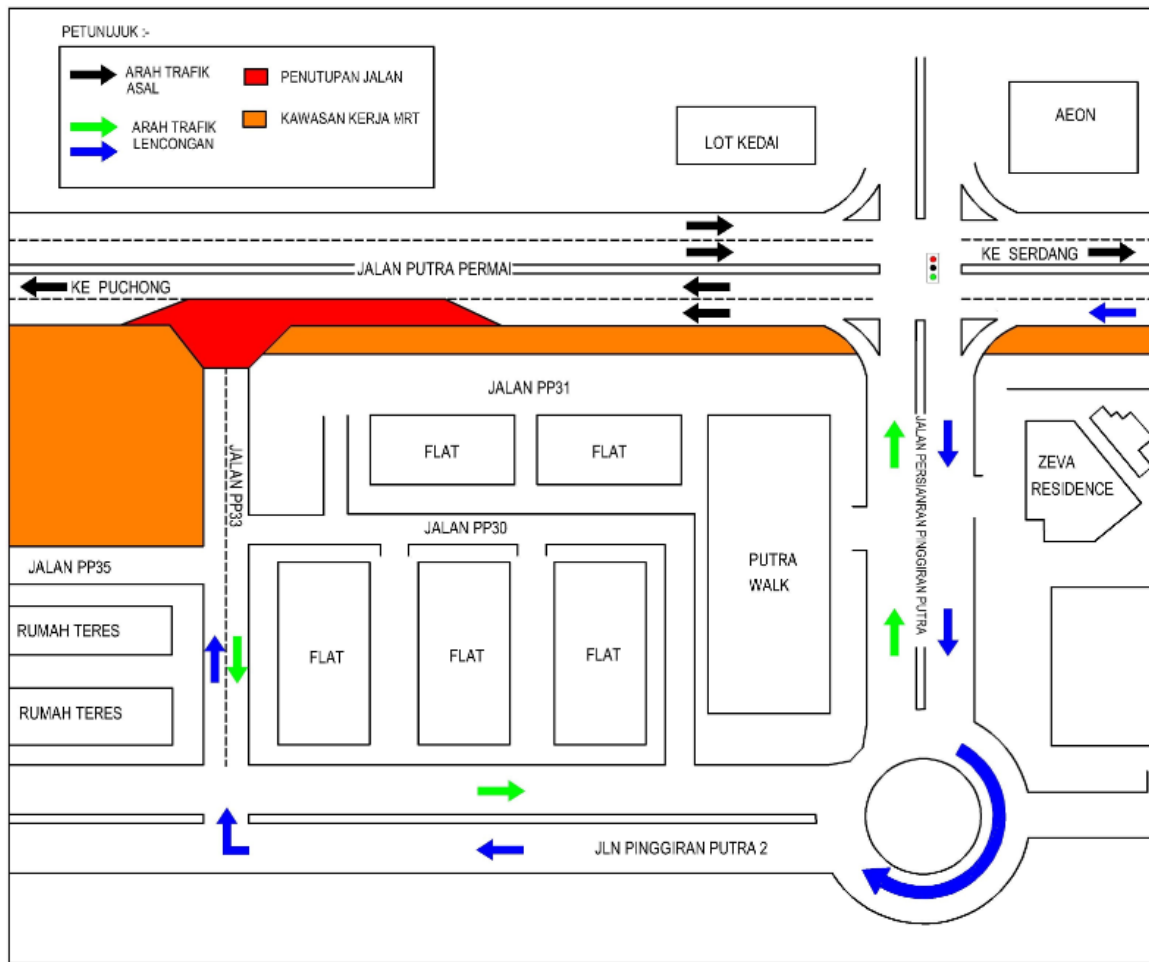 PETUNUJUK :-
ARAH TRAFIK
ASAL
PENUTUPAN JALAN
ARAH TRAFIK
LENCONGAN
KAWASAN KERJA MRT
LOT KEDAI
AEON
JALAN PUTRA PERMAI
KE SERDANG
KE PUCHONG
JALAN PP31
FLAT
FLAT
JALAN PP33
JALAN PERSIANRAN PINGGIRAN PUTRA
ZEVA
RESIDENCE
JALAN PP30
JALAN PP35
PUTRA
WALK
RUMAH TERES
FLAT
FLAT
FLAT
RUMAH TERES
JLN PINGGIRAN PUTRA 2